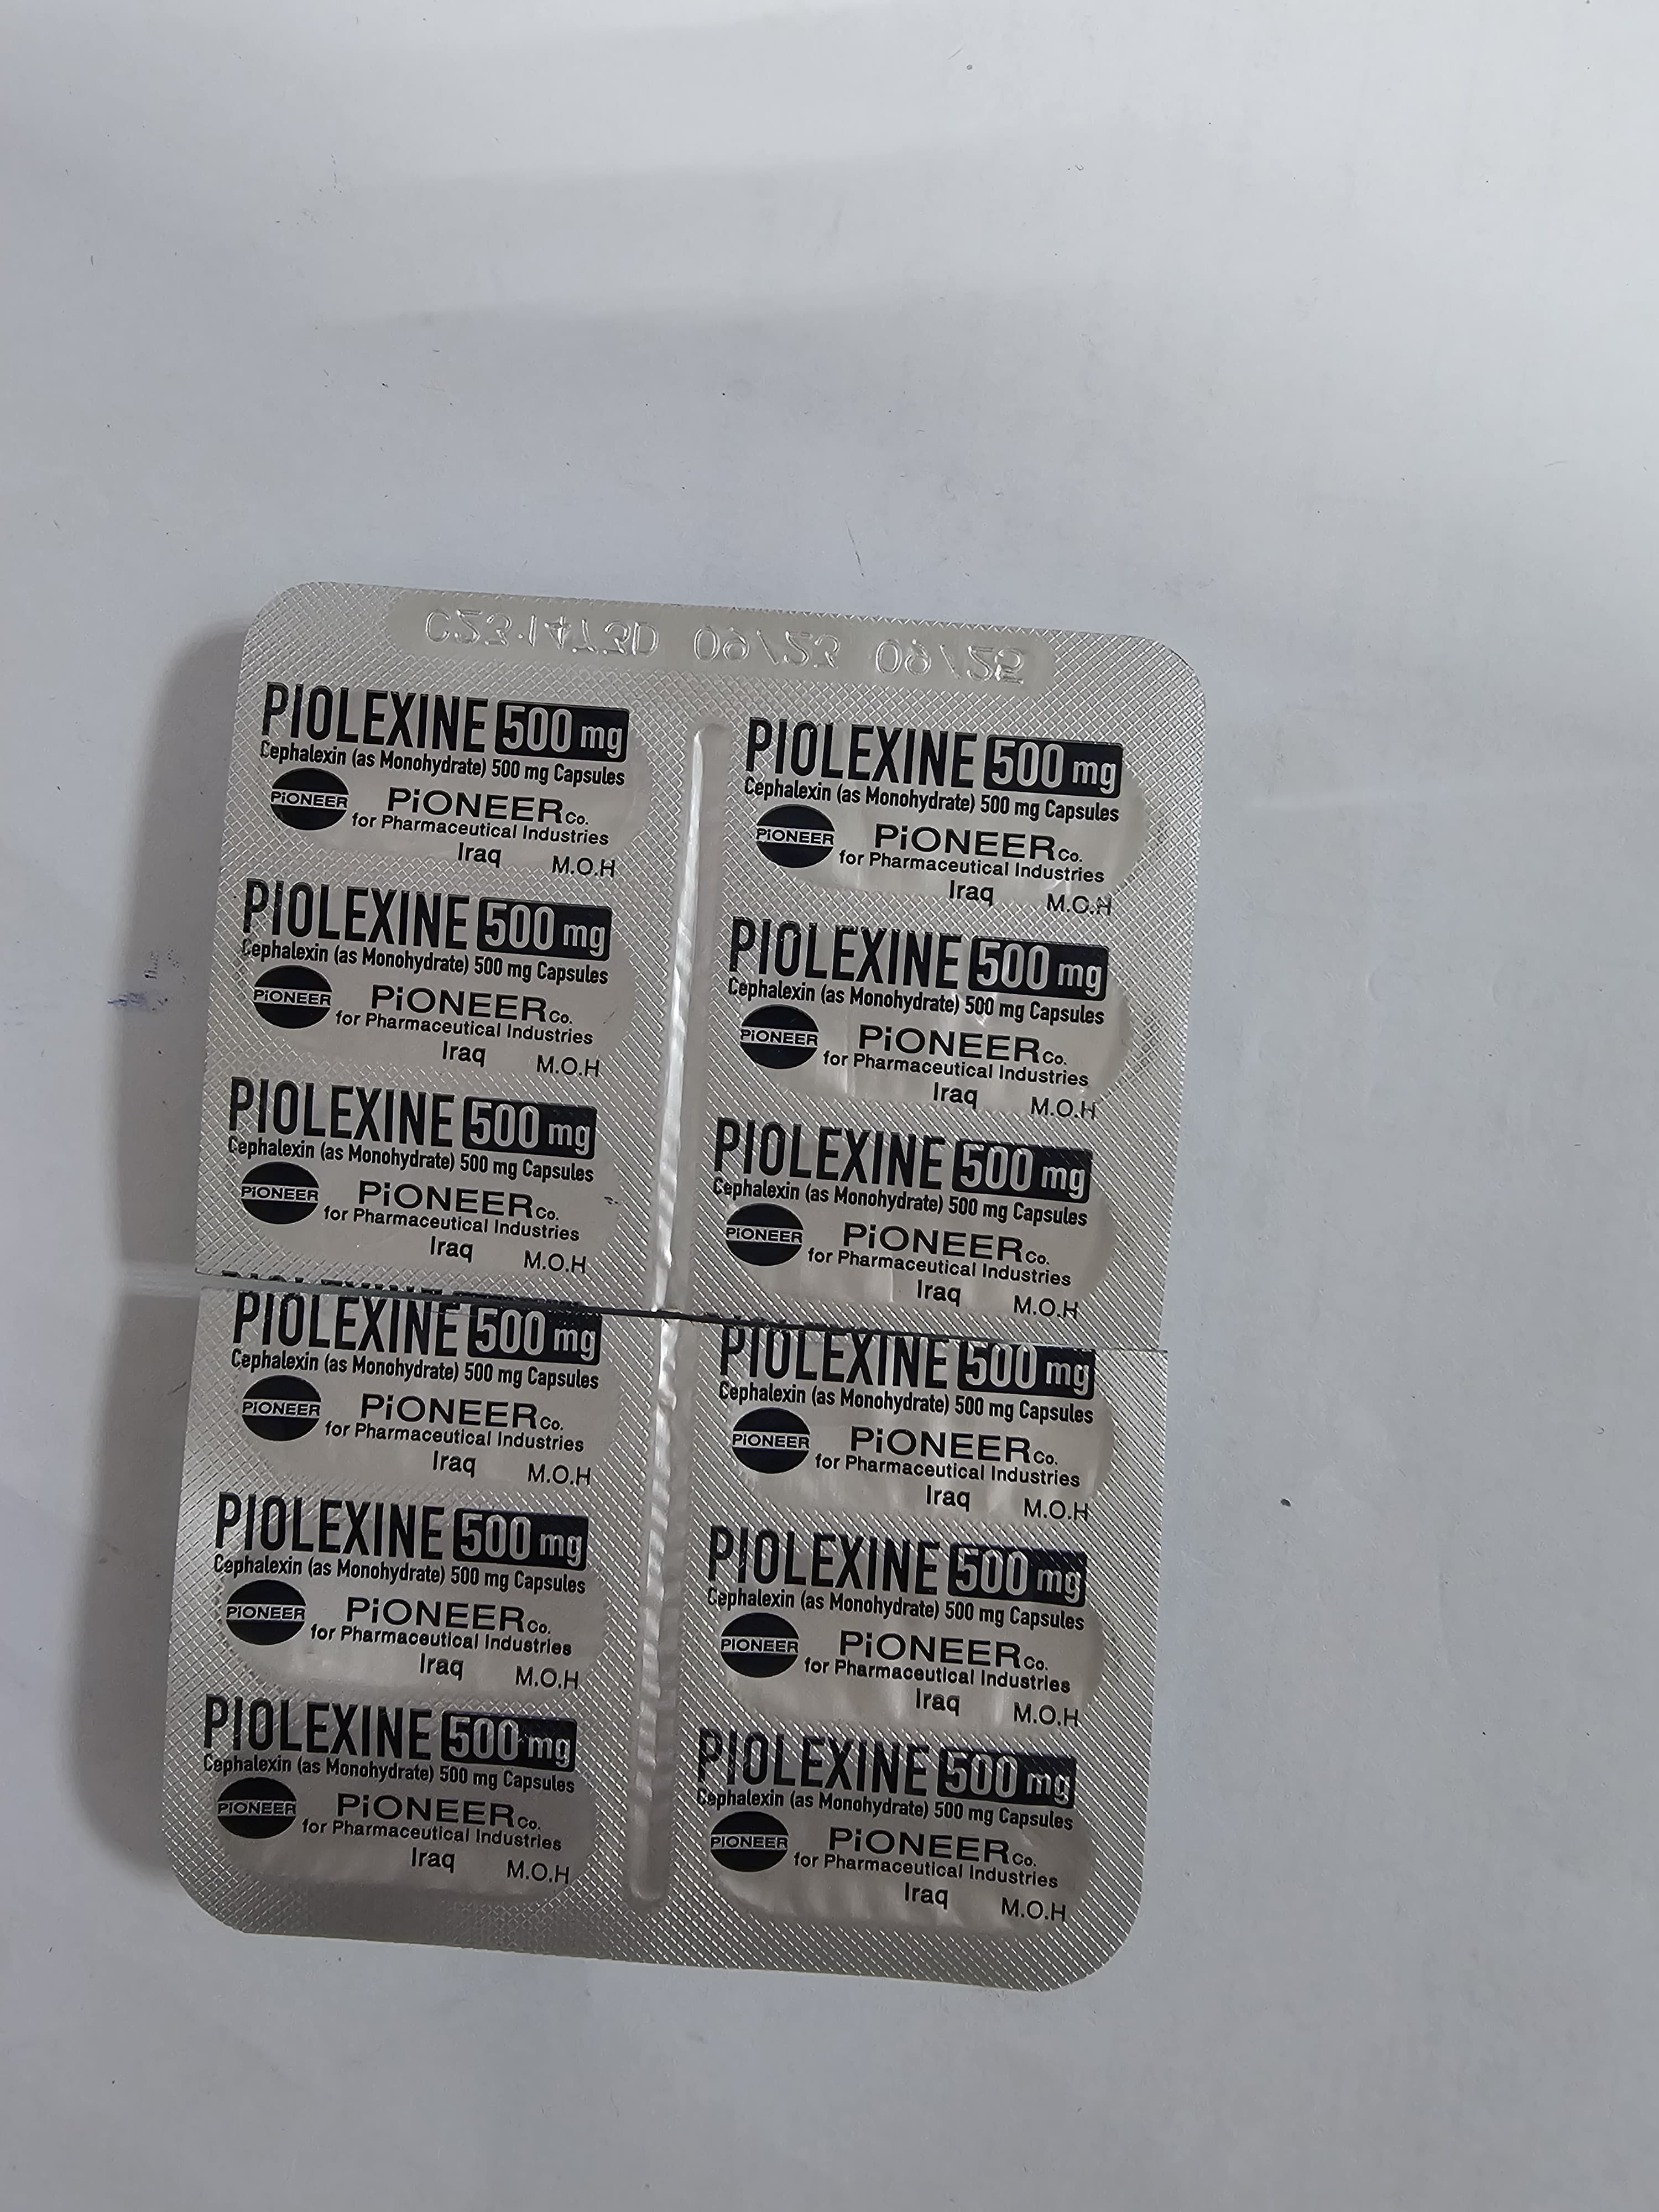 C231473D 09/23 09/25
PIOLEXINE 500 mg
Cephalexin (as Monohydrate) 500 mg Capsules
PiONEER
PiONEER Co.
for Pharmaceutical Industries
Iraq M.O.H
PIOLEXINE 500 mg
Cephalexin (as Monohydrate) 500 mg Capsules
PiONEER
PiONEER Co.
for Pharmaceutical Industries
Iraq M.O.H
PIOLEXINE 500 mg
Cephalexin (as Monohydrate) 500 mg Capsules
PiONEER
PiONEER Co.
for Pharmaceutical Industries
Iraq M.O.H
PIOLEXINE 500 mg
Cephalexin (as Monohydrate) 500 mg Capsules
PiONEER
PiONEER Co.
for Pharmaceutical Industries
Iraq M.O.H
PIOLEXINE 500 mg
Cephalexin (as Monohydrate) 500 mg Capsules
PiONEER
PiONEER Co.
for Pharmaceutical Industries
Iraq M.O.H
PIOLEXINE 500 mg
Cephalexin (as Monohydrate) 500 mg Capsules
PiONEER
PiONEER Co.
for Pharmaceutical Industries
Iraq M.O.H
PIOLEXINE 500 mg
Cephalexin (as Monohydrate) 500 mg Capsules
PiONEER
PiONEER Co.
for Pharmaceutical Industries
Iraq M.O.H
PIOLEXINE 500 mg
Cephalexin (as Monohydrate) 500 mg Capsules
PiONEER
PiONEER Co.
for Pharmaceutical Industries
Iraq M.O.H
PIOLEXINE 500 mg
Cephalexin (as Monohydrate) 500 mg Capsules
PiONEER
PiONEER Co.
for Pharmaceutical Industries
Iraq M.O.H
PIOLEXINE 500 mg
Cephalexin (as Monohydrate) 500 mg Capsules
PiONEER
PiONEER Co.
for Pharmaceutical Industries
Iraq M.O.H
PIOLEXINE 500 mg
Cephalexin (as Monohydrate) 500 mg Capsules
PiONEER
PiONEER Co.
for Pharmaceutical Industries
Iraq M.O.H
PIOLEXINE 500 mg
Cephalexin (as Monohydrate) 500 mg Capsules
PiONEER
PiONEER Co.
for Pharmaceutical Industries
Iraq M.O.H